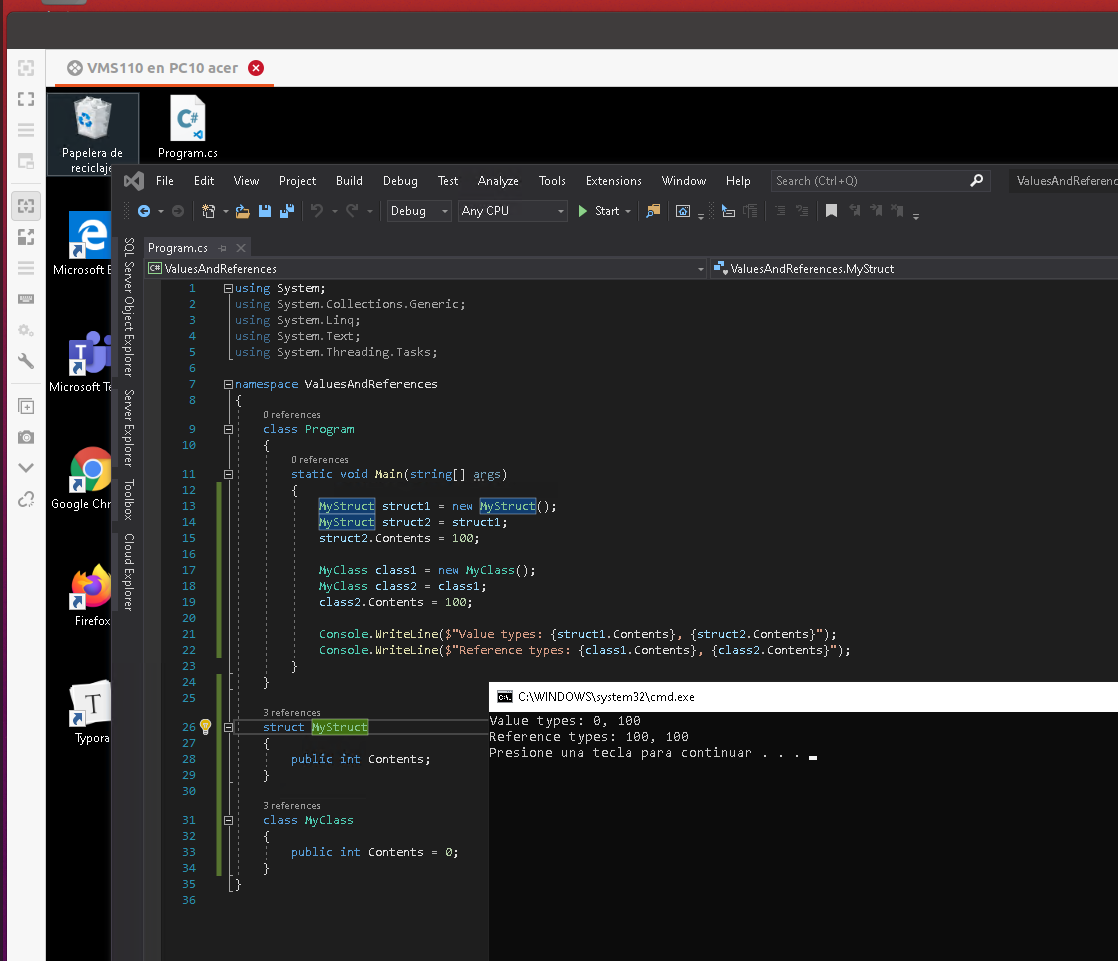 VMS110 en PC10 acer
Papelera de reciclaje
Program.cs
Microsoft E
Microsoft Te
Google Chr
Firefox
Typora
File Edit View Project Build Debug Test Analyze Tools Extensions Window Help Search (Ctrl+Q) ValuesAndReferenc
Debug Any CPU Start
SQL Server Object Explorer
Server Explorer
Toolbox
Cloud Explorer
Program.cs
C# ValuesAndReferences ValuesAndReferences.MyStruct
1 using System;
2 using System.Collections.Generic;
3 using System.Linq;
4 using System.Text;
5 using System.Threading.Tasks;
6
7 namespace ValuesAndReferences
8 {
0 references
9 class Program
10 {
0 references
11 static void Main(string[] args)
12 {
13 MyStruct struct1 = new MyStruct();
14 MyStruct struct2 = struct1;
15 struct2.Contents = 100;
16
17 MyClass class1 = new MyClass();
18 MyClass class2 = class1;
19 class2.Contents = 100;
20
21 Console.WriteLine($"Value types: {struct1.Contents}, {struct2.Contents}");
22 Console.WriteLine($"Reference types: {class1.Contents}, {class2.Contents}");
23 }
24 }
25
3 references
26 struct MyStruct
27 {
28 public int Contents;
29 }
30
3 references
31 class MyClass
32 {
33 public int Contents = 0;
34 }
35 }
36
C:\WINDOWS\system32\cmd.exe
Value types: 0, 100
Reference types: 100, 100
Presione una tecla para continuar . . .